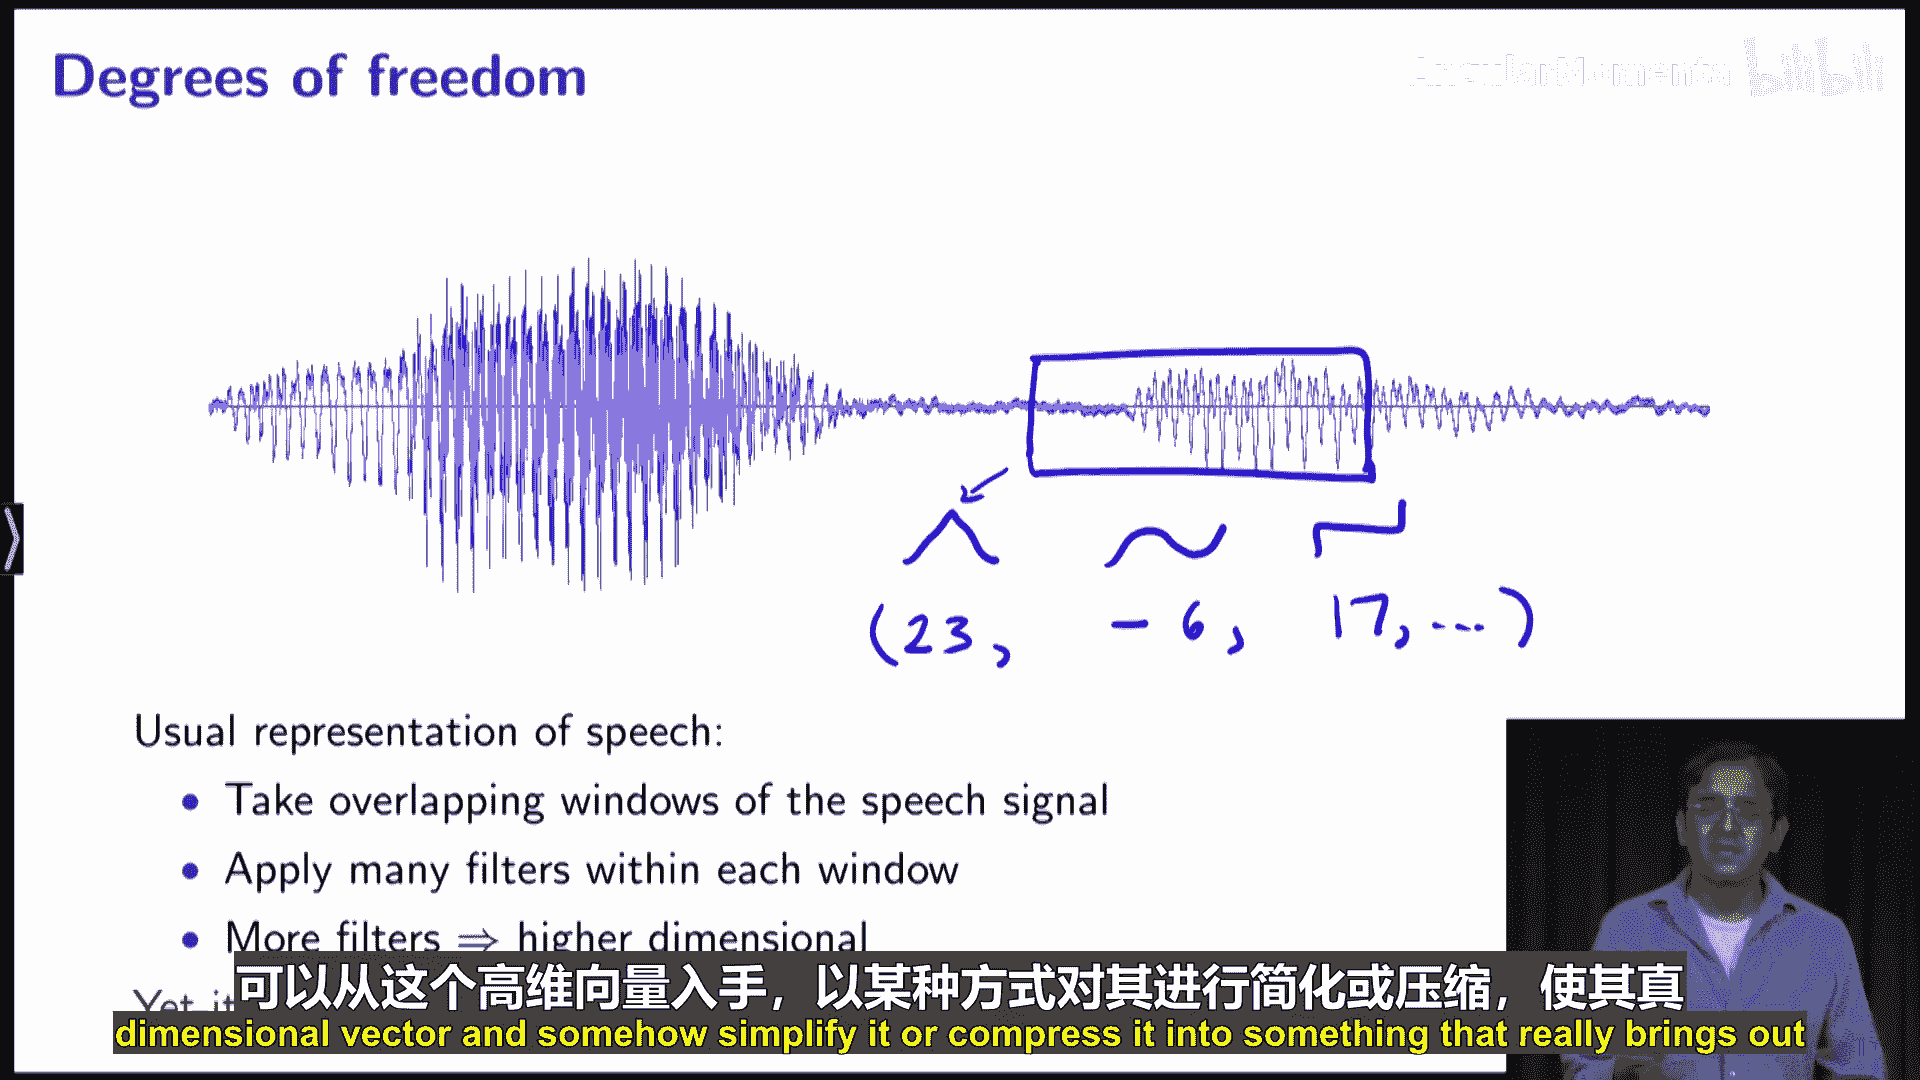 Degrees of freedom
bilibili
(23, - 6, 17, ...)
Usual representation of speech:
• Take overlapping windows of the speech signal
• Apply many filters within each window
• More filters ⇒ higher dimensional
Yet it
可以从这个高维向量入手，以某种方式对其进行简化或压缩，使其真
dimensional vector and somehow simplify it or compress it into something that really brings out